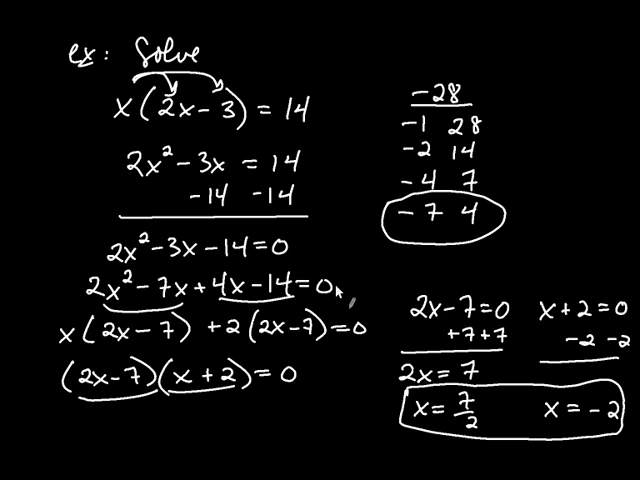 ex: Solve
x(2x-3) = 14
2x² - 3x = 14
-14 -14
2x² - 3x - 14 = 0
2x² - 7x + 4x - 14 = 0
x(2x-7) + 2(2x-7) = 0
(2x-7)(x+2) = 0
-28
-1 28
-2 14
-4 7
-7 4
2x-7=0 x+2=0
+7 +7 -2 -2
2x = 7
x = 7/2 x = -2